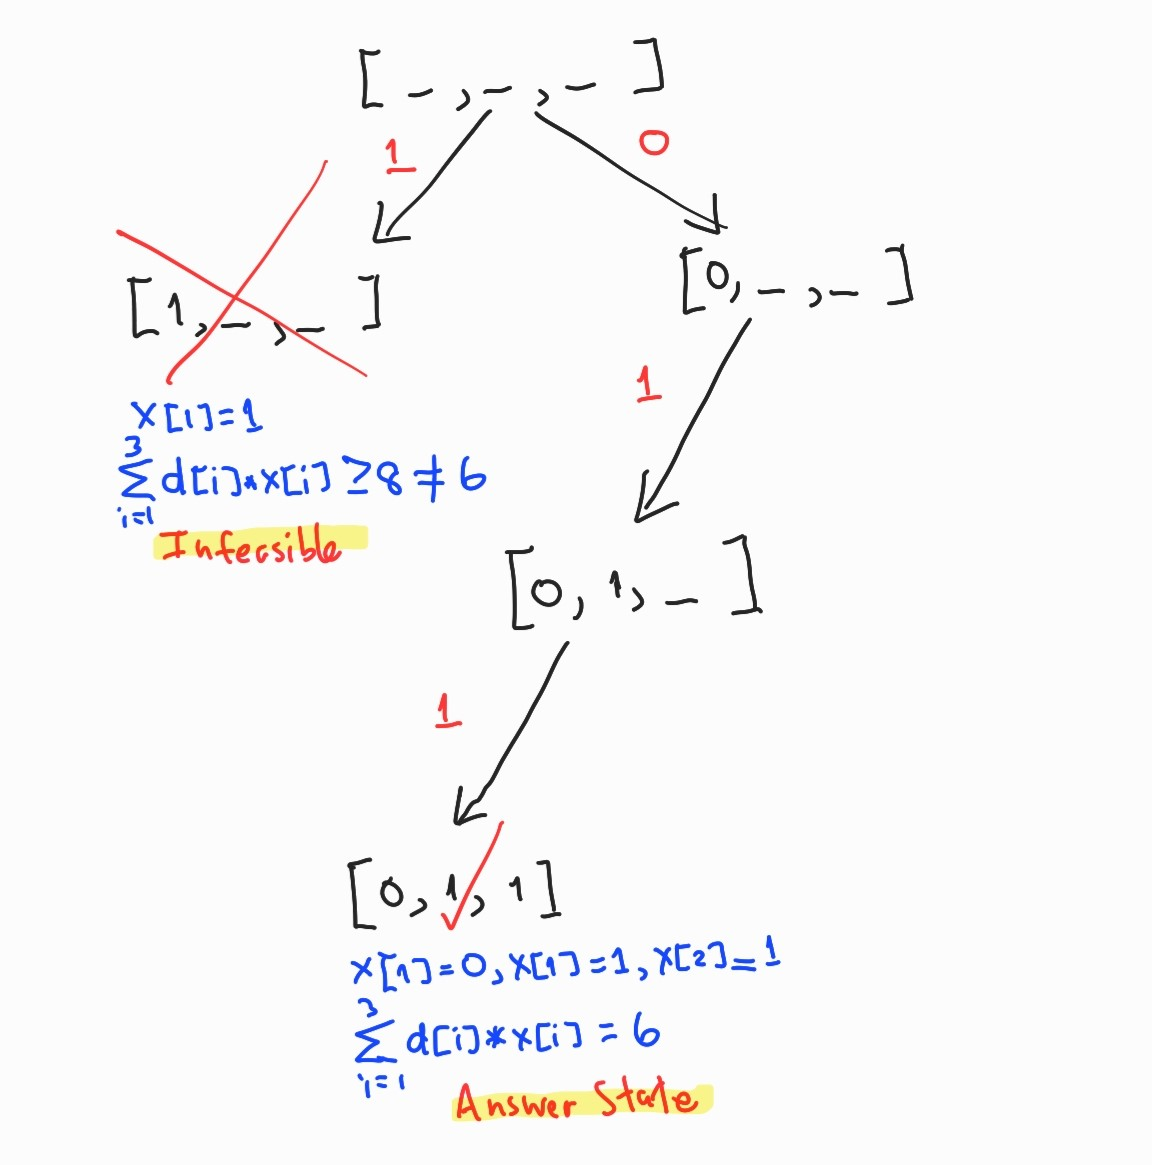 [ _ , _ , _ ]
1
0
[ 0, _ , _ ]
[ 1, _ , _ ]
1
X[1]=1
3
∑ d[i]*x[i] ≥8 ≠ 6
i=1
Infeasible
[ 0, 1, _ ]
1
[ 0, 1, 1 ]
x[1]=0, x[1]=1, x[2]=1
3
∑ d[i]*x[i] = 6
i=1
Answer State